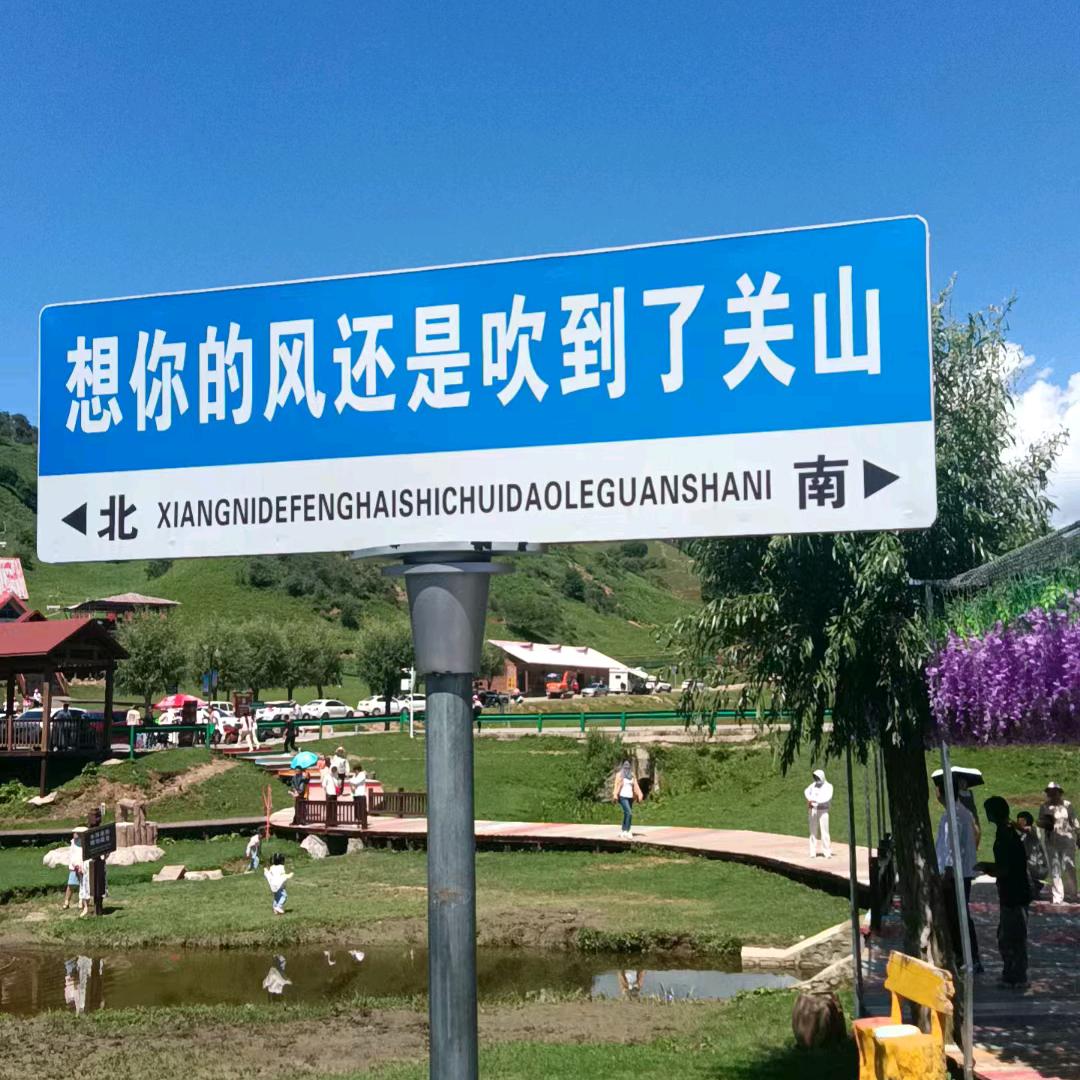 想你的风还是吹到了关山
北 XIANGNIDEFENGHAISHICHUIDAOLEGUANSHANI 南